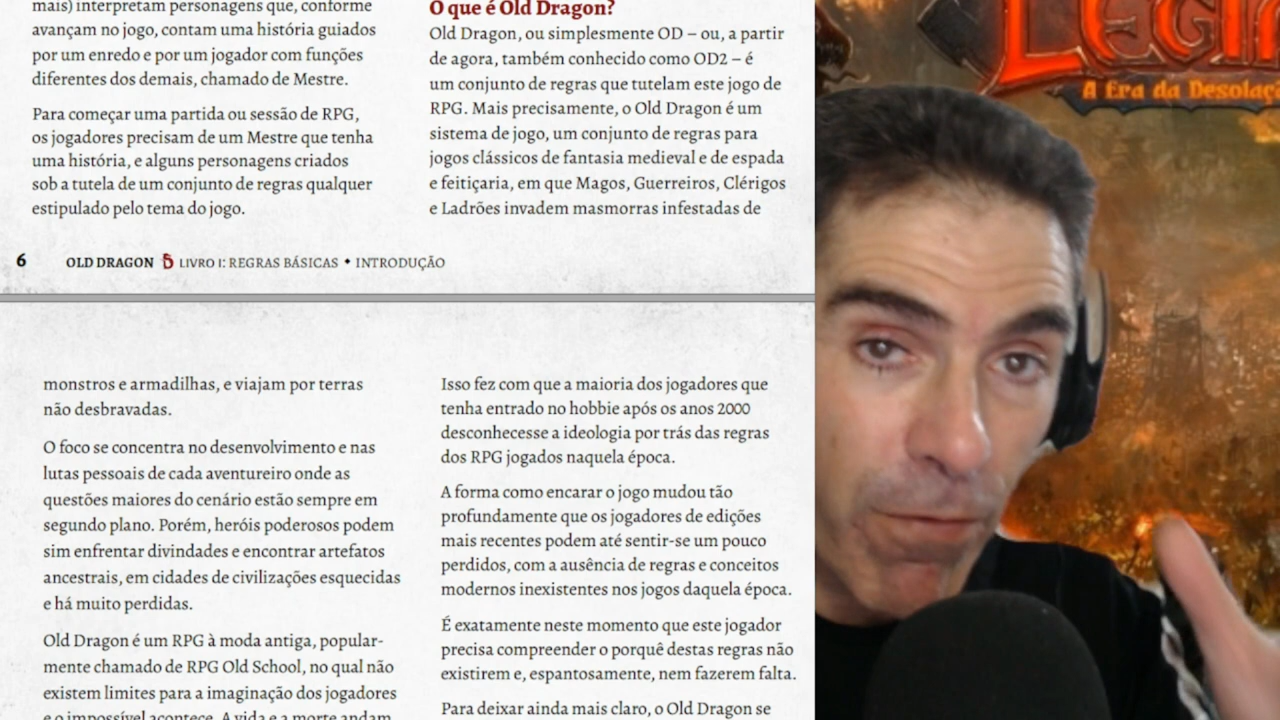 mais) interpretam personagens que, conforme
avançam no jogo, contam uma história guiados
por um enredo e por um jogador com funções
diferentes dos demais, chamado de Mestre.
Para começar uma partida ou sessão de RPG,
os jogadores precisam de um Mestre que tenha
uma história, e alguns personagens criados
sob a tutela de um conjunto de regras qualquer
estipulado pelo tema do jogo.
O que é Old Dragon?
Old Dragon, ou simplesmente OD – ou, a partir
de agora, também conhecido como OD2 – é
um conjunto de regras que tutelam este jogo de
RPG. Mais precisamente, o Old Dragon é um
sistema de jogo, um conjunto de regras para
jogos clássicos de fantasia medieval e de espada
e feitiçaria, em que Magos, Guerreiros, Clérigos
e Ladrões invadem masmorras infestadas de
6 OLD DRAGON LIVRO I: REGRAS BÁSICAS • INTRODUÇÃO
monstros e armadilhas, e viajam por terras
não desbravadas.
O foco se concentra no desenvolvimento e nas
lutas pessoais de cada aventureiro onde as
questões maiores do cenário estão sempre em
segundo plano. Porém, heróis poderosos podem
sim enfrentar divindades e encontrar artefatos
ancestrais, em cidades de civilizações esquecidas
e há muito perdidas.
Old Dragon é um RPG à moda antiga, popular-
mente chamado de RPG Old School, no qual não
existem limites para a imaginação dos jogadores
e o impossível acontece. A vida e a morte andam
Isso fez com que a maioria dos jogadores que
tenha entrado no hobbie após os anos 2000
desconhecesse a ideologia por trás das regras
dos RPG jogados naquela época.
A forma como encarar o jogo mudou tão
profundamente que os jogadores de edições
mais recentes podem até sentir-se um pouco
perdidos, com a ausência de regras e conceitos
modernos inexistentes nos jogos daquela época.
É exatamente neste momento que este jogador
precisa compreender o porquê destas regras não
existirem e, espantosamente, nem fazerem falta.
Para deixar ainda mais claro, o Old Dragon se
A Era da